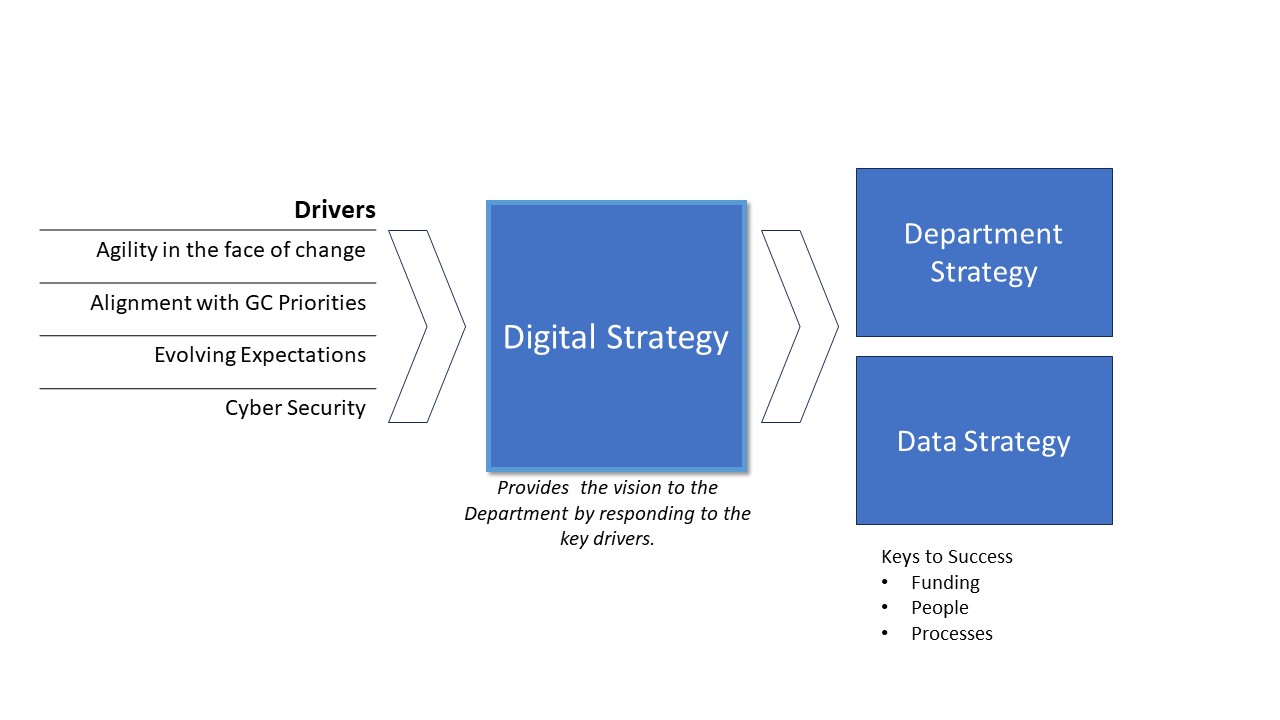 Drivers
Agility in the face of change
Alignment with GC Priorities
Evolving Expectations
Cyber Security
Digital Strategy
Provides  the vision to the
Department by responding to the
key drivers.
Department
Strategy
Data Strategy
Keys to Success
• Funding
• People
• Processes